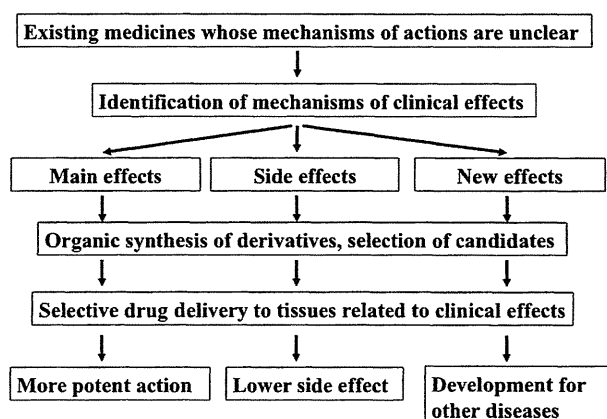 Existing medicines whose mechanisms of actions are unclear
Identification of mechanisms of clinical effects
Main effects
Side effects
New effects
Organic synthesis of derivatives, selection of candidates
Selective drug delivery to tissues related to clinical effects
More potent action
Lower side effect
Development for
other diseases